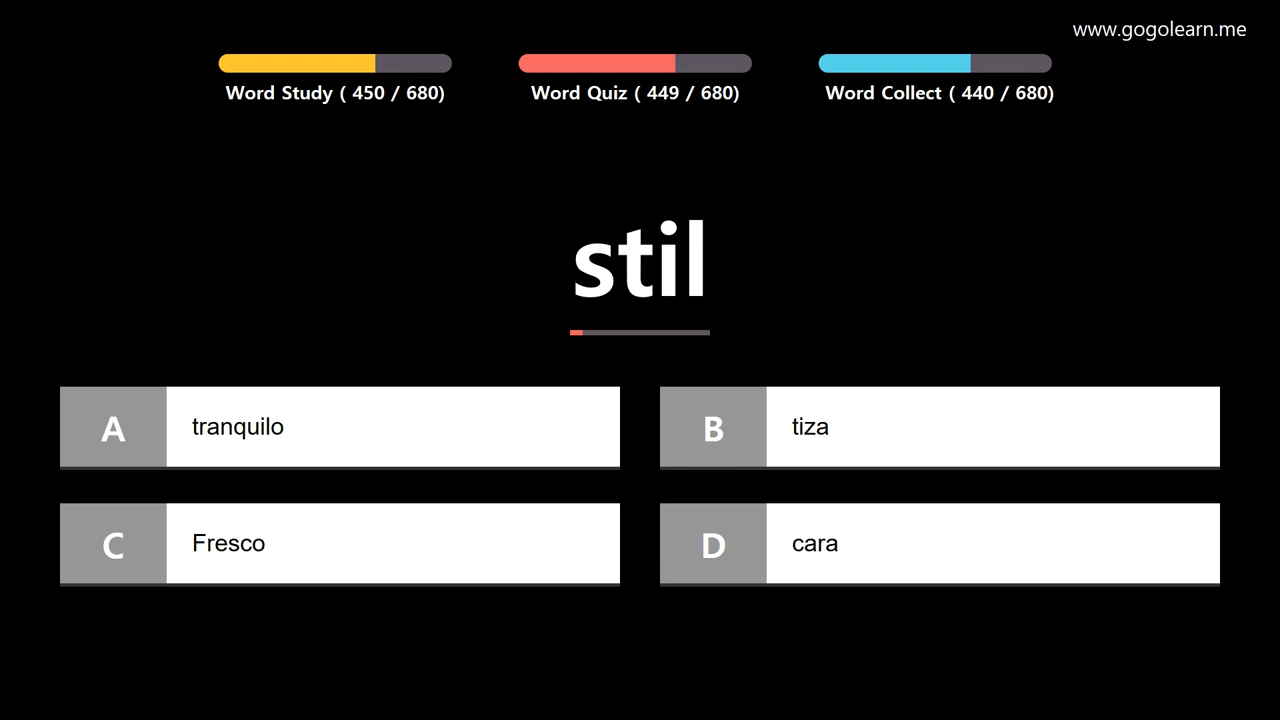 www.gogolearn.me
Word Study ( 450 / 680)
Word Quiz ( 449 / 680)
Word Collect ( 440 / 680)
stil
A tranquilo
B tiza
C Fresco
D cara